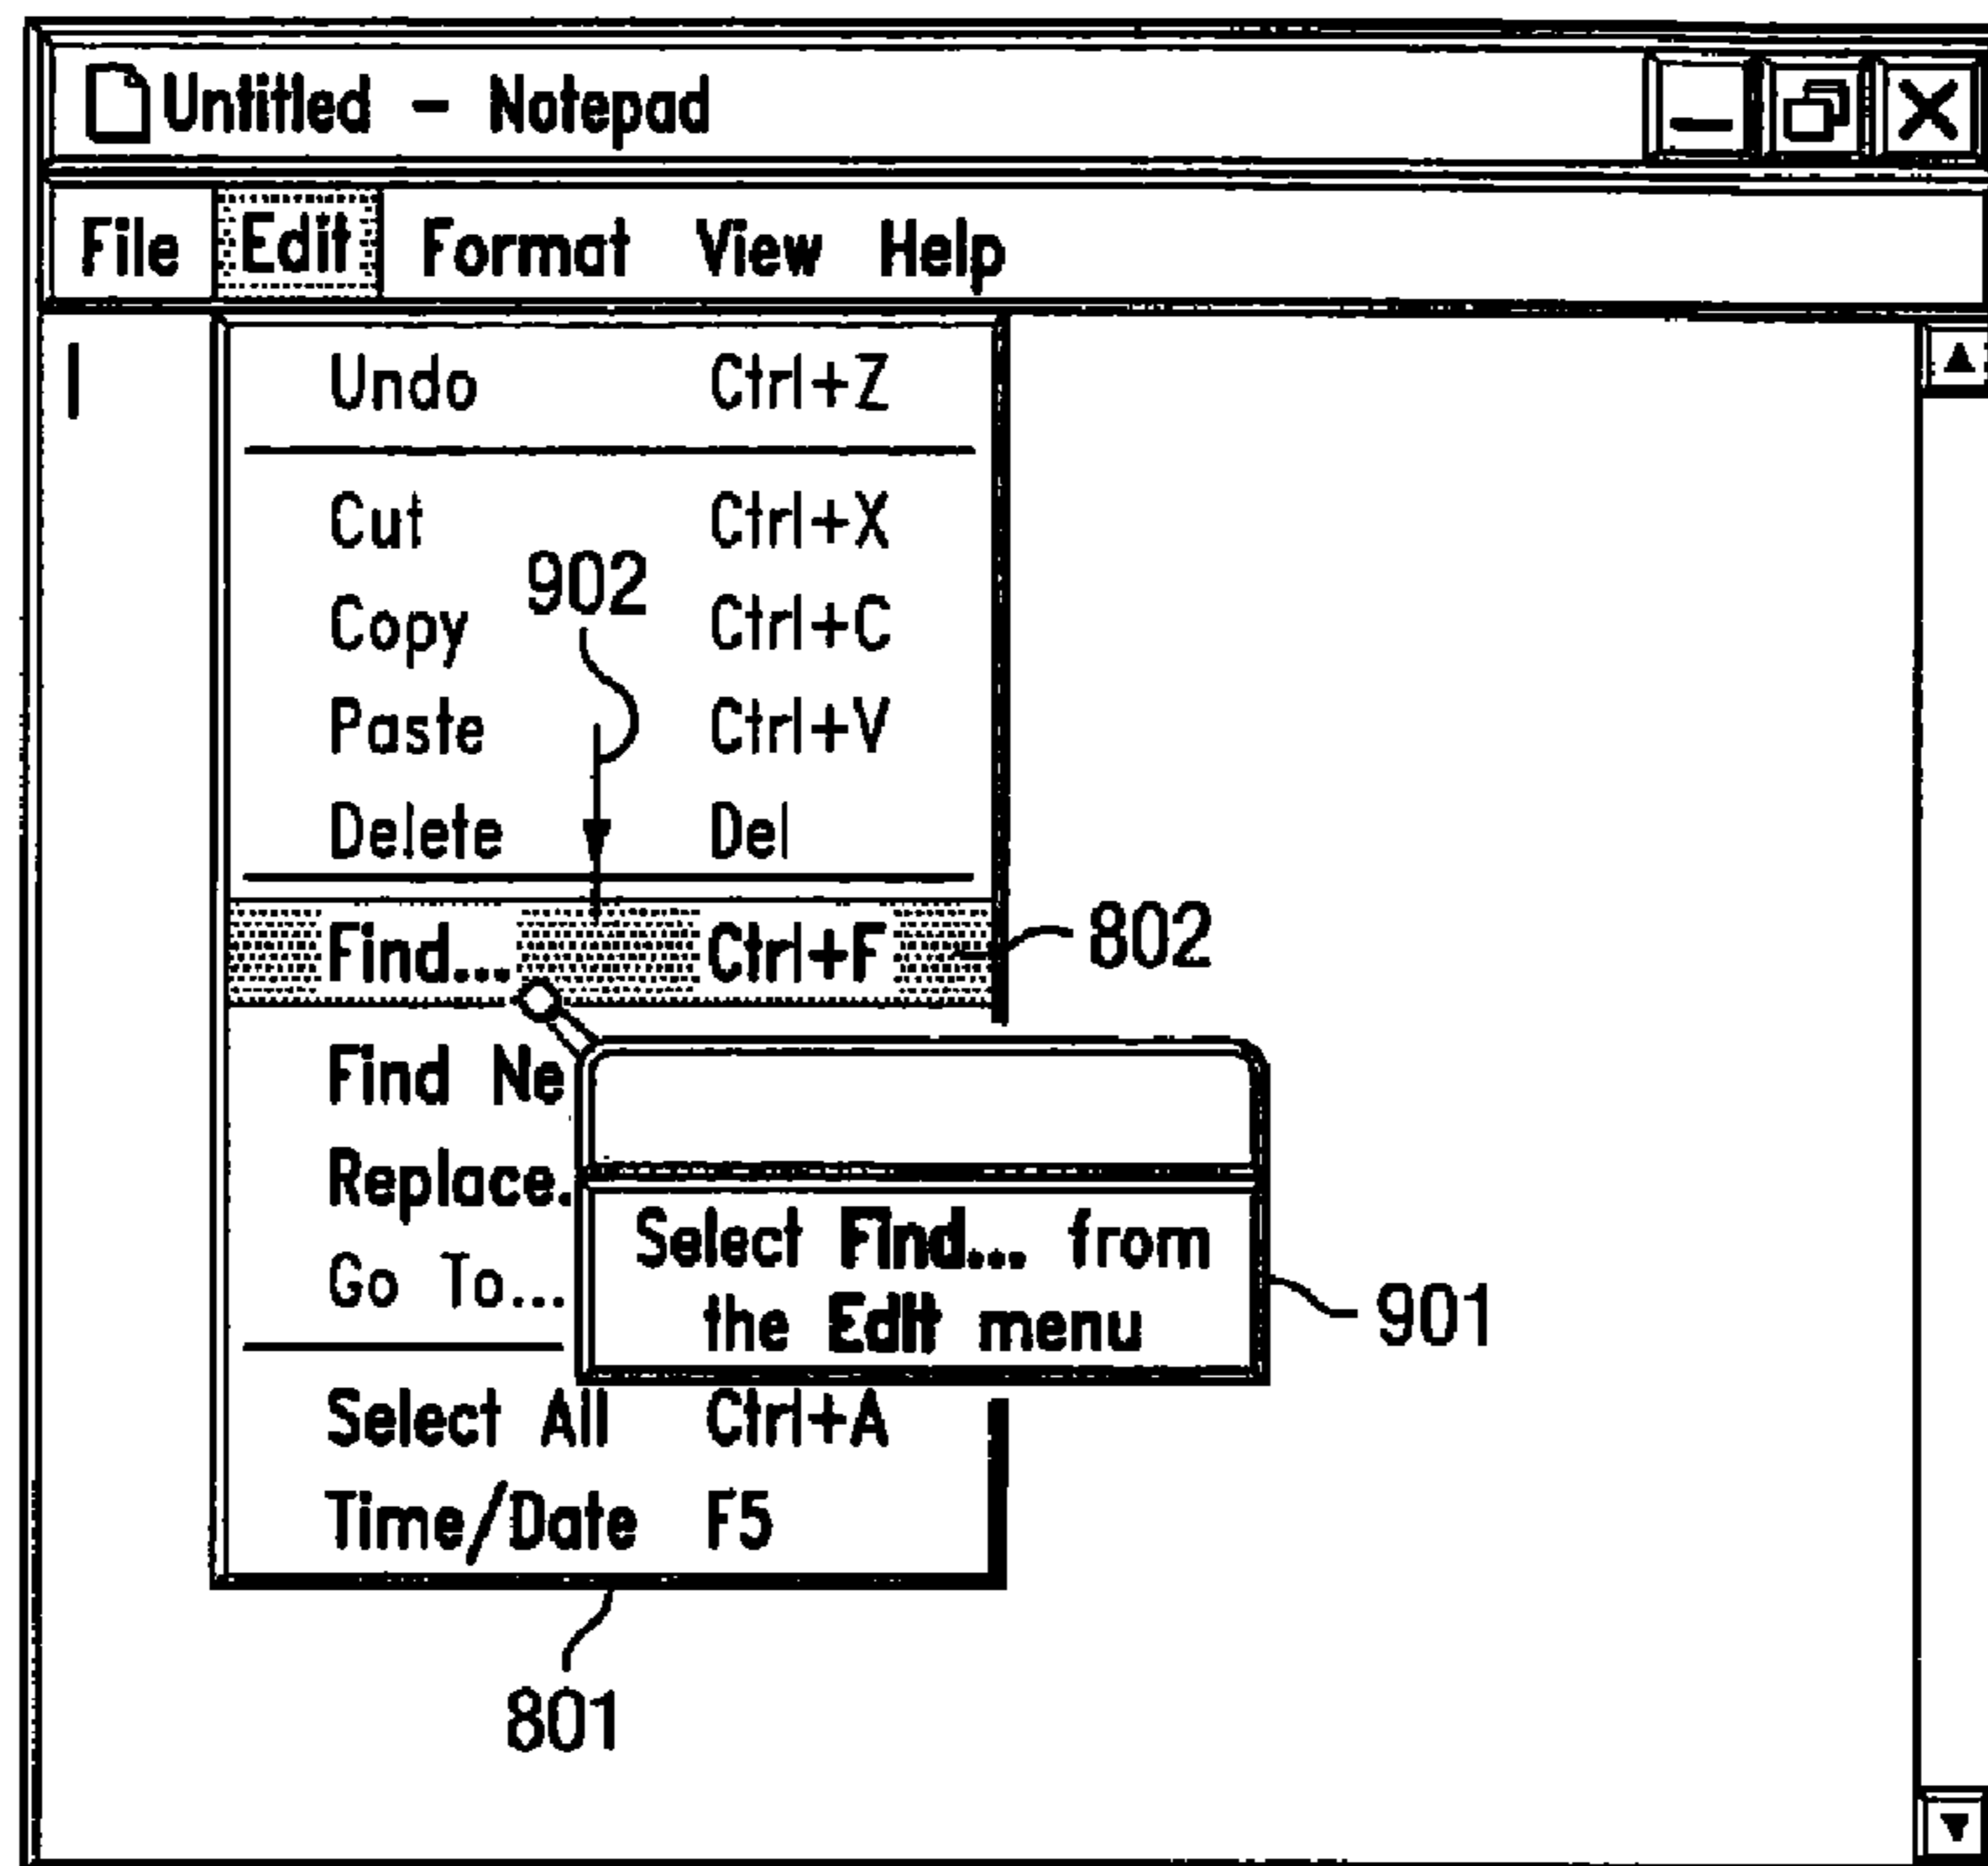 Untitled - Notepad
File Edit Format View Help
Undo Ctrl+Z
Cut Ctrl+X
902
Copy Ctrl+C
Paste Ctrl+V
Delete Del
Find... Ctrl+F
802
Find Ne
Replace.
Select Find... from
the Edit menu
Go To...
901
Select All Ctrl+A
Time/Date F5
801